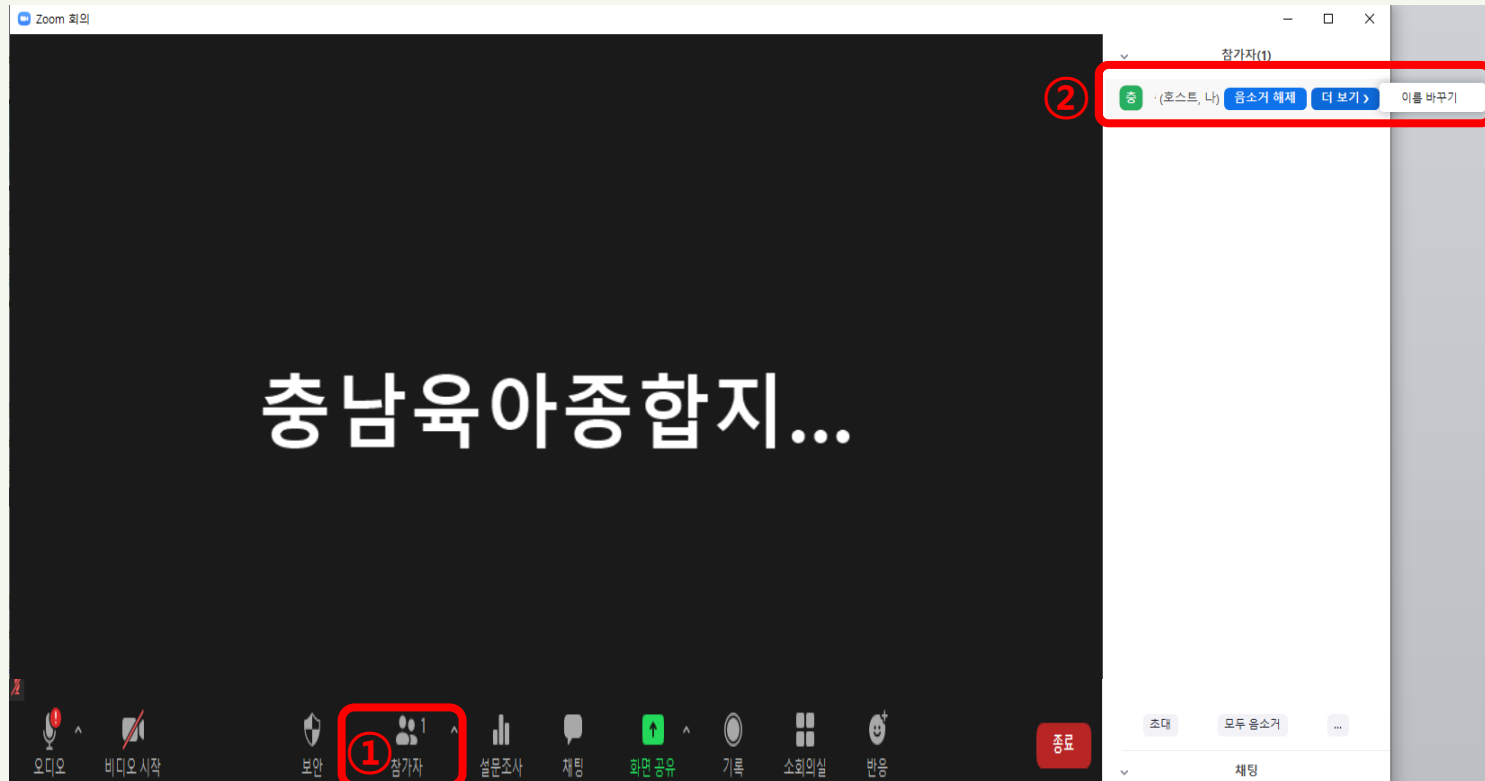 Zoom 회의
참가자(1)
②
충 (호스트, 나) 음소거 해제 더 보기 > 이를 바꾸기
충남육아종합지...
초대 모두 음소거 ...
채팅
①
1
오디오 비디오 시작 보안 참가자 설문조사 채팅 화면 공유 기록 소회의실 반응 종료